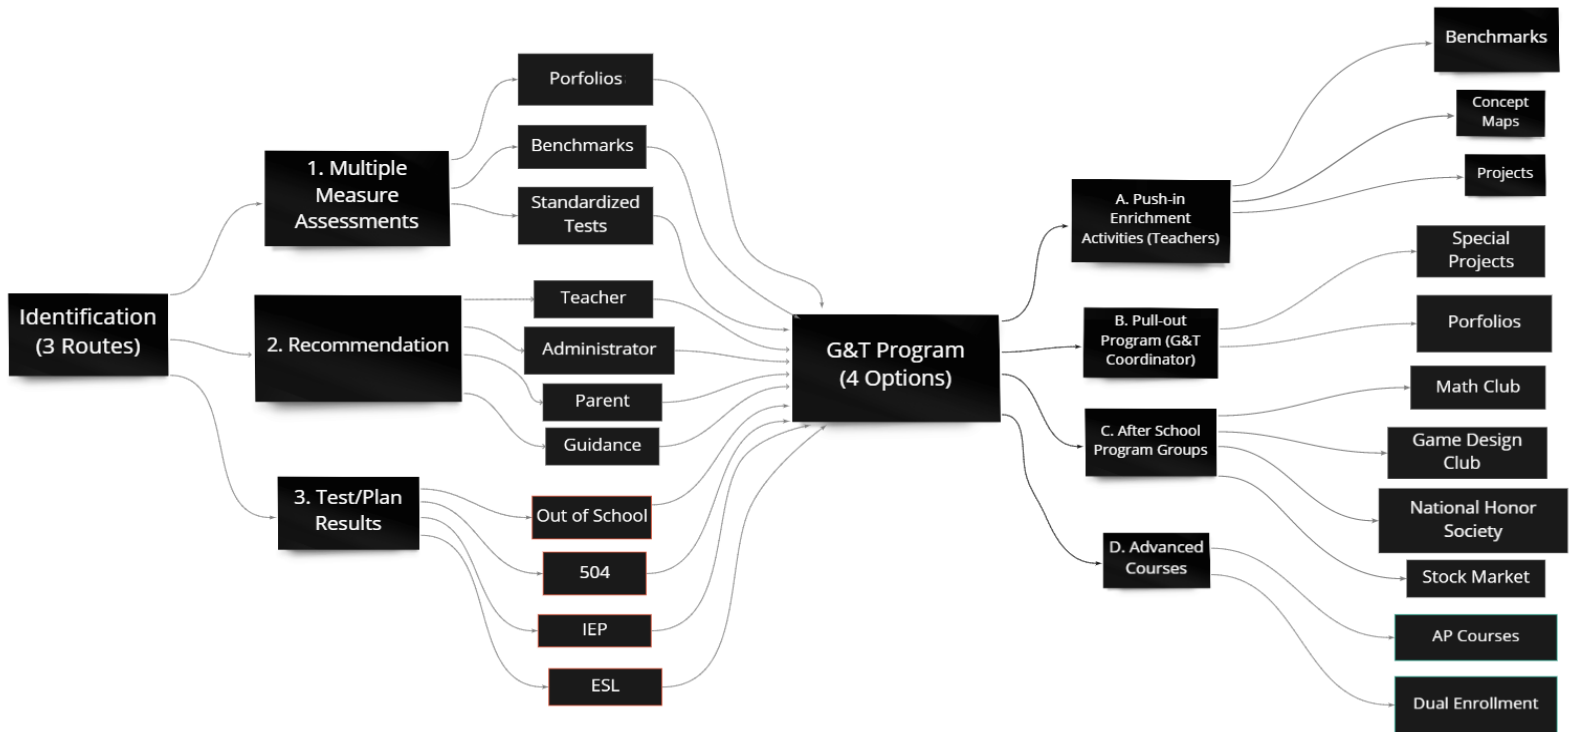 Identification
(3 Routes)
1. Multiple
Measure
Assessments
2. Recommendation
3. Test/Plan
Results
Porfolios
Benchmarks
Standardized
Tests
Teacher
Administrator
Parent
Guidance
Out of School
504
IEP
ESL
G&T Program
(4 Options)
A. Push-in
Enrichment
Activities (Teachers)
B. Pull-out
Program (G&T
Coordinator)
C. After School
Program Groups
D. Advanced
Courses
Benchmarks
Concept
Maps
Projects
Special
Projects
Porfolios
Math Club
Game Design
Club
National Honor
Society
Stock Market
AP Courses
Dual Enrollment